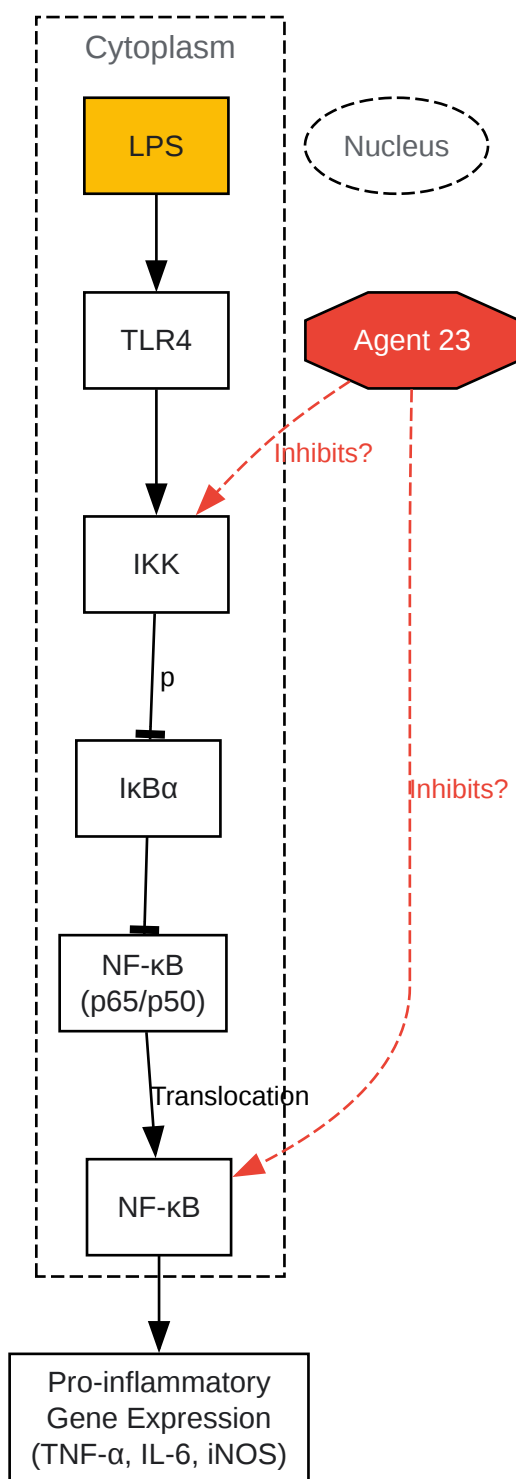 Cytoplasm
LPS
Nucleus
TLR4
Agent 23
Inhibits?
IKK
p
IκBα
Inhibits?
NF-κB
(p65/p50)
Translocation
NF-κB
Pro-inflammatory
Gene Expression
(TNF-α, IL-6, iNOS)